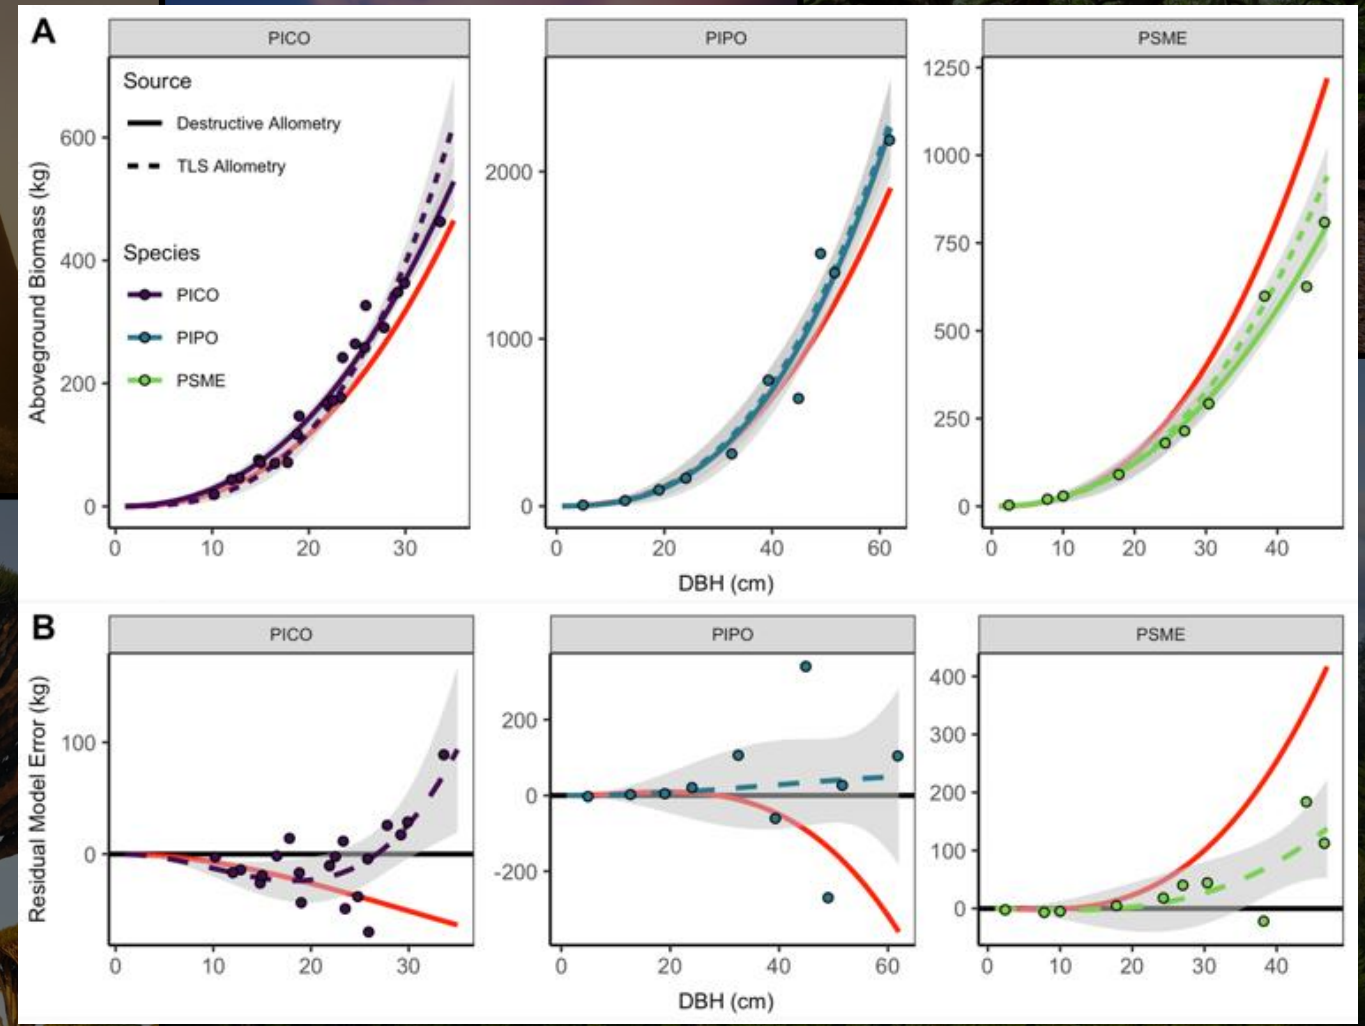 A
PICO
PIPO
PSME
Source
Destructive Allometry
TLS Allometry
Species
PICO
PIPO
PSME
Aboveground Biomass (kg)
600
400
200
0
0 10 20 30
2000
1000
0
0 20 40 60
1250
1000
750
500
250
0
0 10 20 30 40
DBH (cm)
B
PICO
PIPO
PSME
Residual Model Error (kg)
100
0
0 10 20 30
200
0
-200
0 20 40 60
400
300
200
100
0
0 10 20 30 40
DBH (cm)